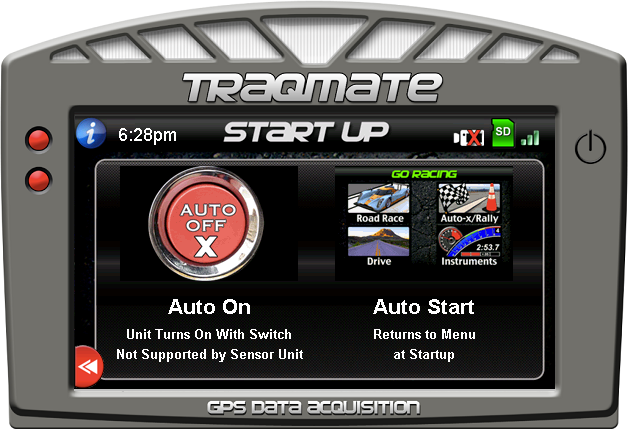 TRAQMATE
6:28pm
START UP
SD
AUTO
OFF
X
GO RACING
Road Race
Auto-x/Rally
Drive
2:53.7
Instruments
Auto On
Unit Turns On With Switch
Not Supported by Sensor Unit
Auto Start
Returns to Menu
at Startup
GPS DATA ACQUISITION